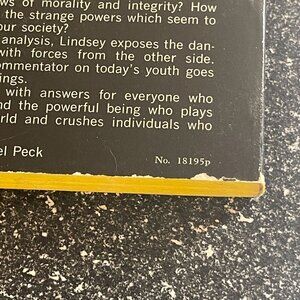 ws of morality and integrity? How
the strange powers which seem to
our society?
analysis, Lindsey exposes the dan-
with forces from the other side.
ommentator on today's youth goes
ings.
with answers for everyone who
nd the powerful being who plays
rld and crushes individuals who
el Peck
No. 18195p